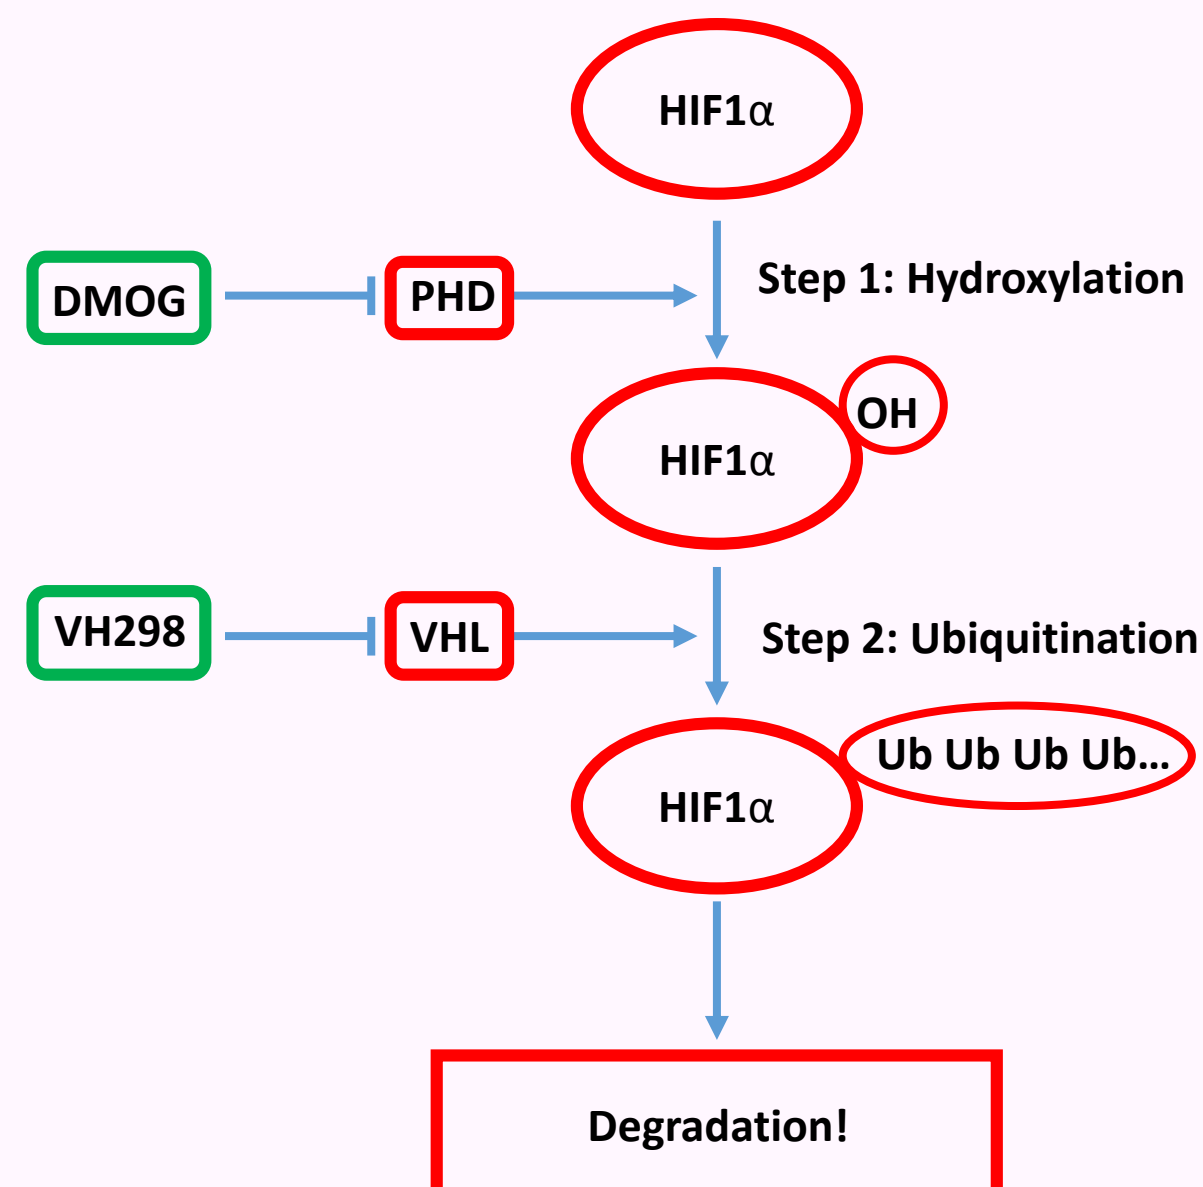 HIF1α
DMOG
PHD
Step 1: Hydroxylation
OH
HIF1α
VH298
VHL
Step 2: Ubiquitination
Ub Ub Ub Ub...
HIF1α
Degradation!